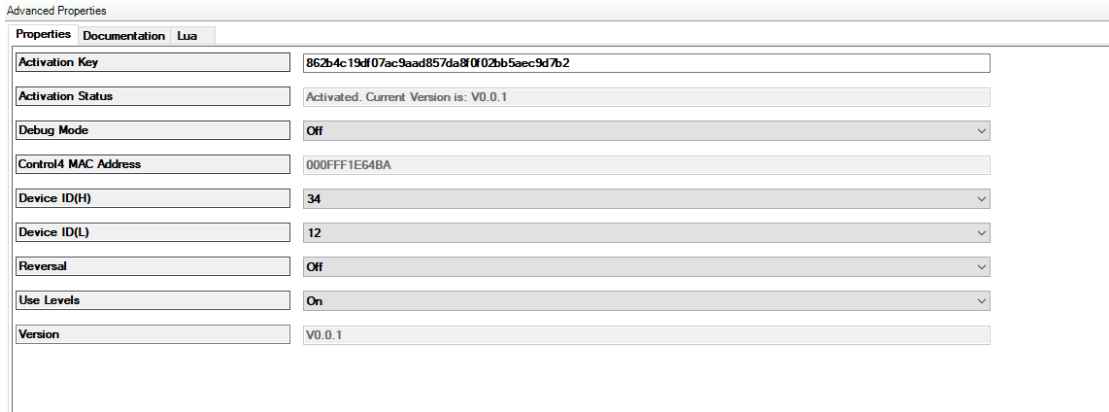 Advanced Properties
Properties Documentation Lua
Activation Key 862b4c19df07ac9aad857da8f0f02bb5aec9d7b2
Activation Status Activated. Current Version is: V0.0.1
Debug Mode Off
Control4 MAC Address 000FFF1E64BA
Device ID(H) 34
Device ID(L) 12
Reversal Off
Use Levels On
Version V0.0.1